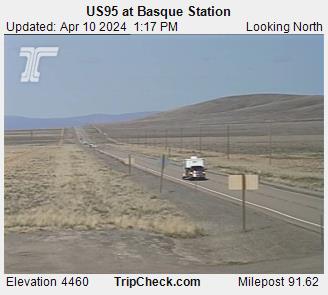 US95 at Basque Station
Updated: Apr 10 2024 1:17 PM Looking North
Elevation 4460 TripCheck.com Milepost 91.62